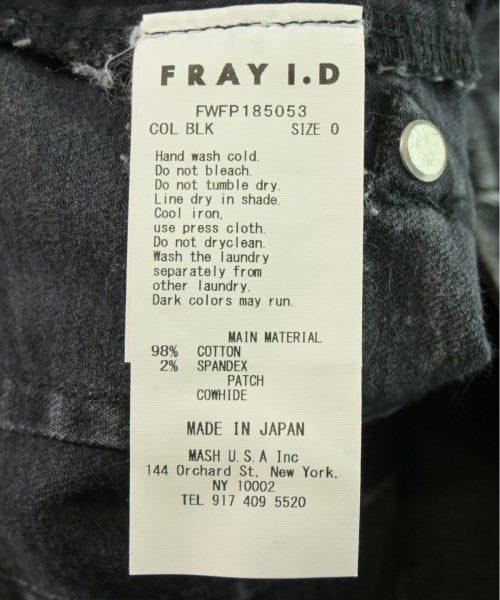 FRAY I.D
FWFP185053
COL BLK SIZE 0
Hand wash cold.
Do not bleach.
Do not tumble dry.
Line dry in shade.
Cool iron,
use press cloth.
Do not dryclean.
Wash the laundry
separately from
other laundry.
Dark colors may run.
MAIN MATERIAL
98% COTTON
2% SPANDEX
PATCH
COWHIDE
MADE IN JAPAN
MASH U.S.A Inc
144 Orchard St, New York,
NY 10002
TEL 917 409 5520